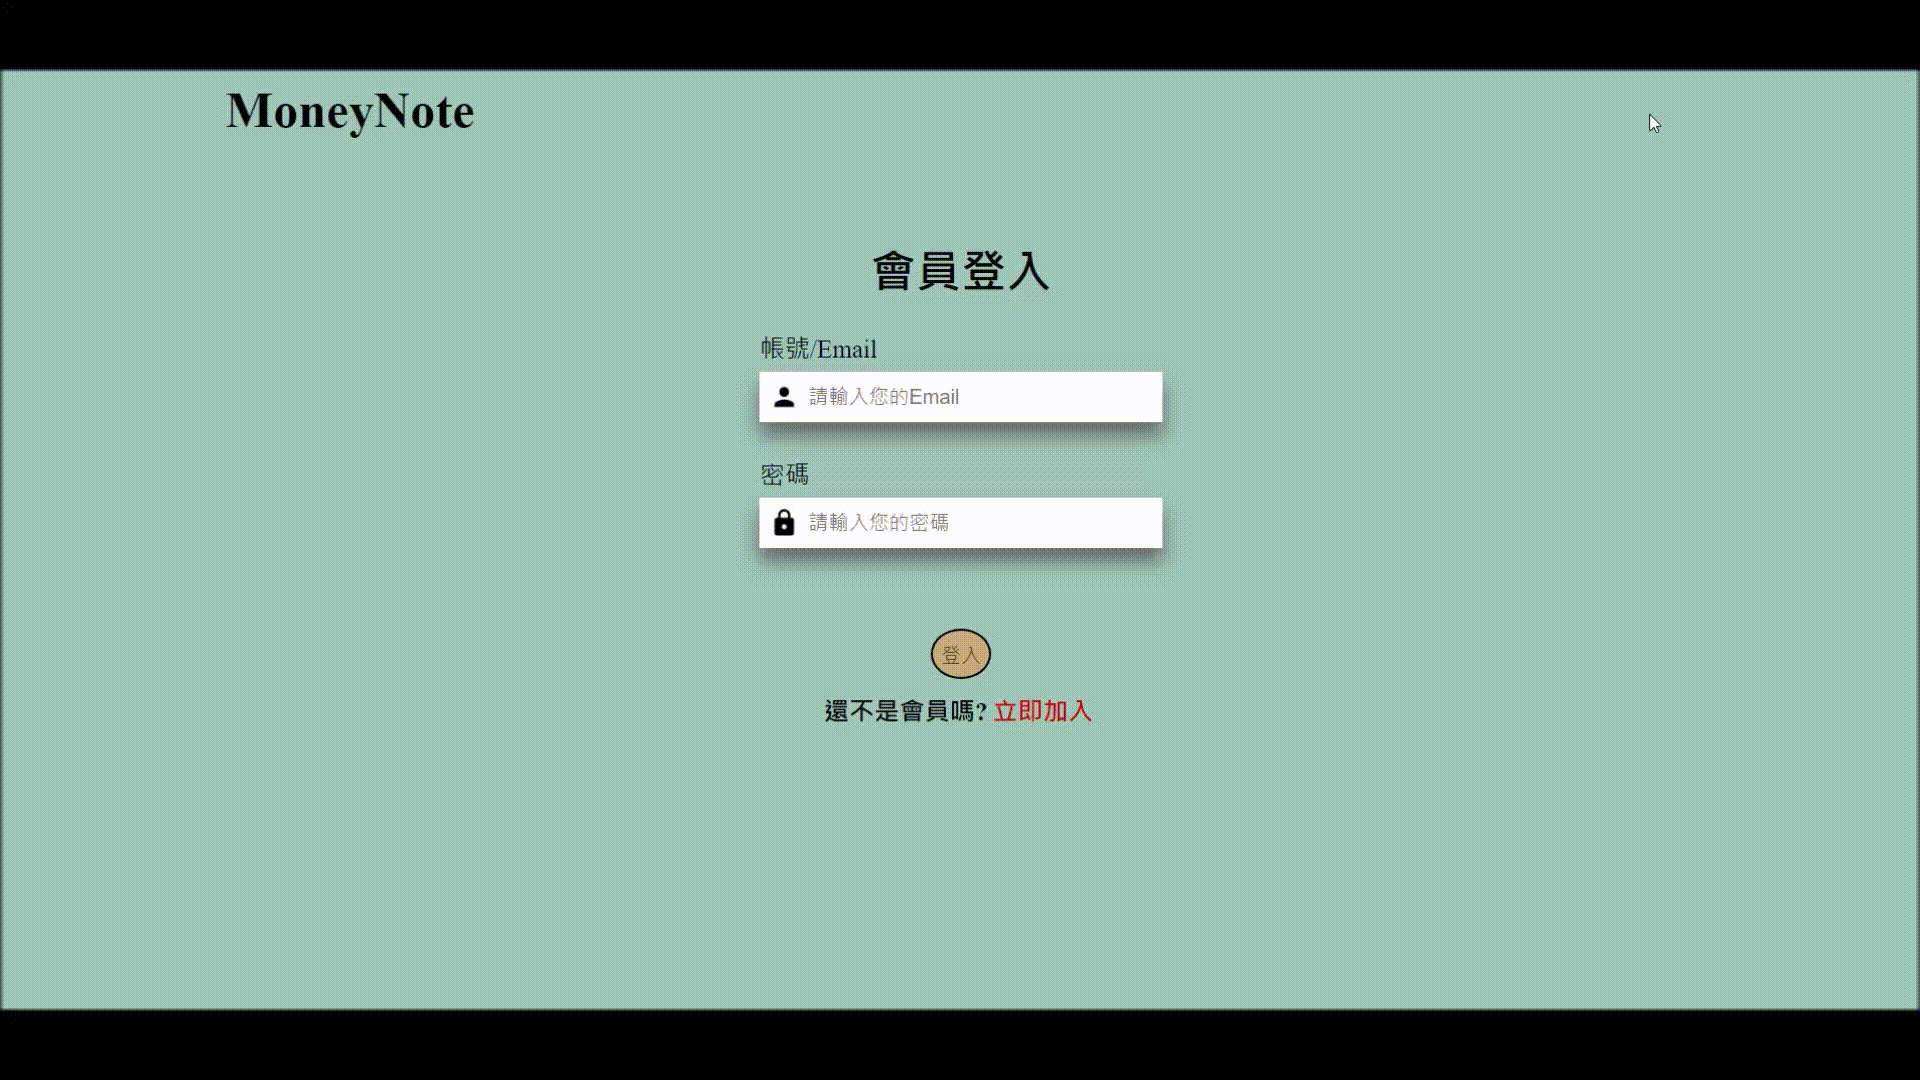 MoneyNote
會員登入
帳號/Email
請輸入您的Email
密碼
請輸入您的密碼
登入
還不是會員嗎? 立即加入